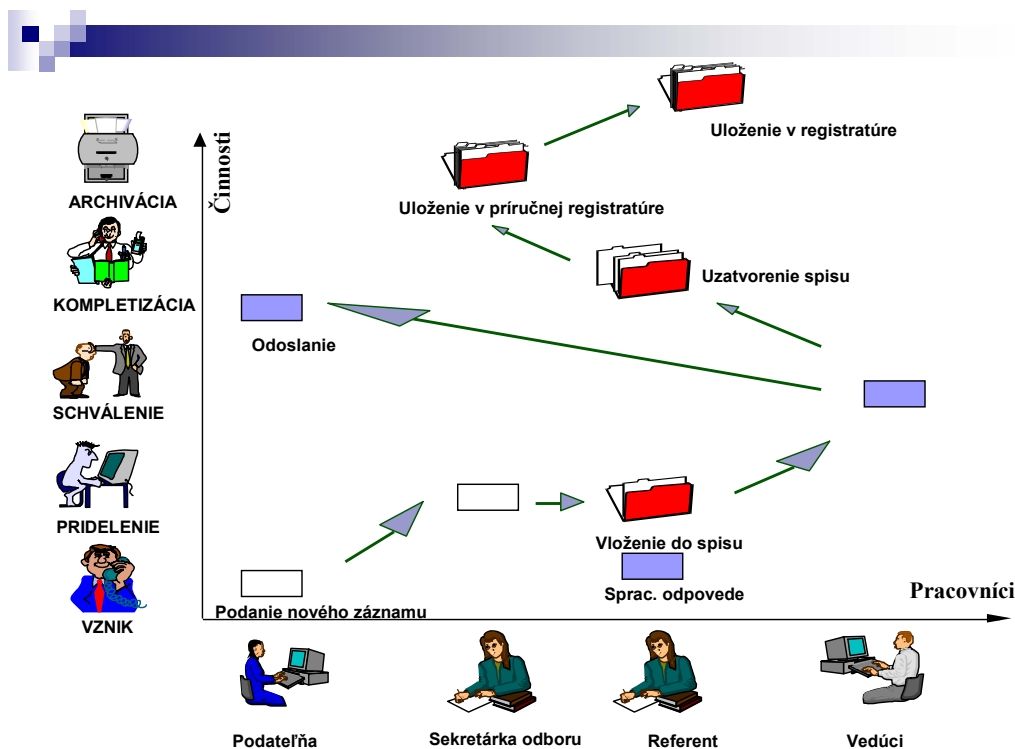 Uloženie v registratúre
Činnosti
ARCHIVÁCIA
Uloženie v príručnej registratúre
KOMPLETIZÁCIA
Uzatvorenie spisu
Odoslanie
SCHVÁLENIE
PRIDELENIE
Vloženie do spisu
Sprac. odpovede
Pracovníci
Podanie nového záznamu
VZNIK
Podateľňa
Sekretárka odboru
Referent
Vedúci